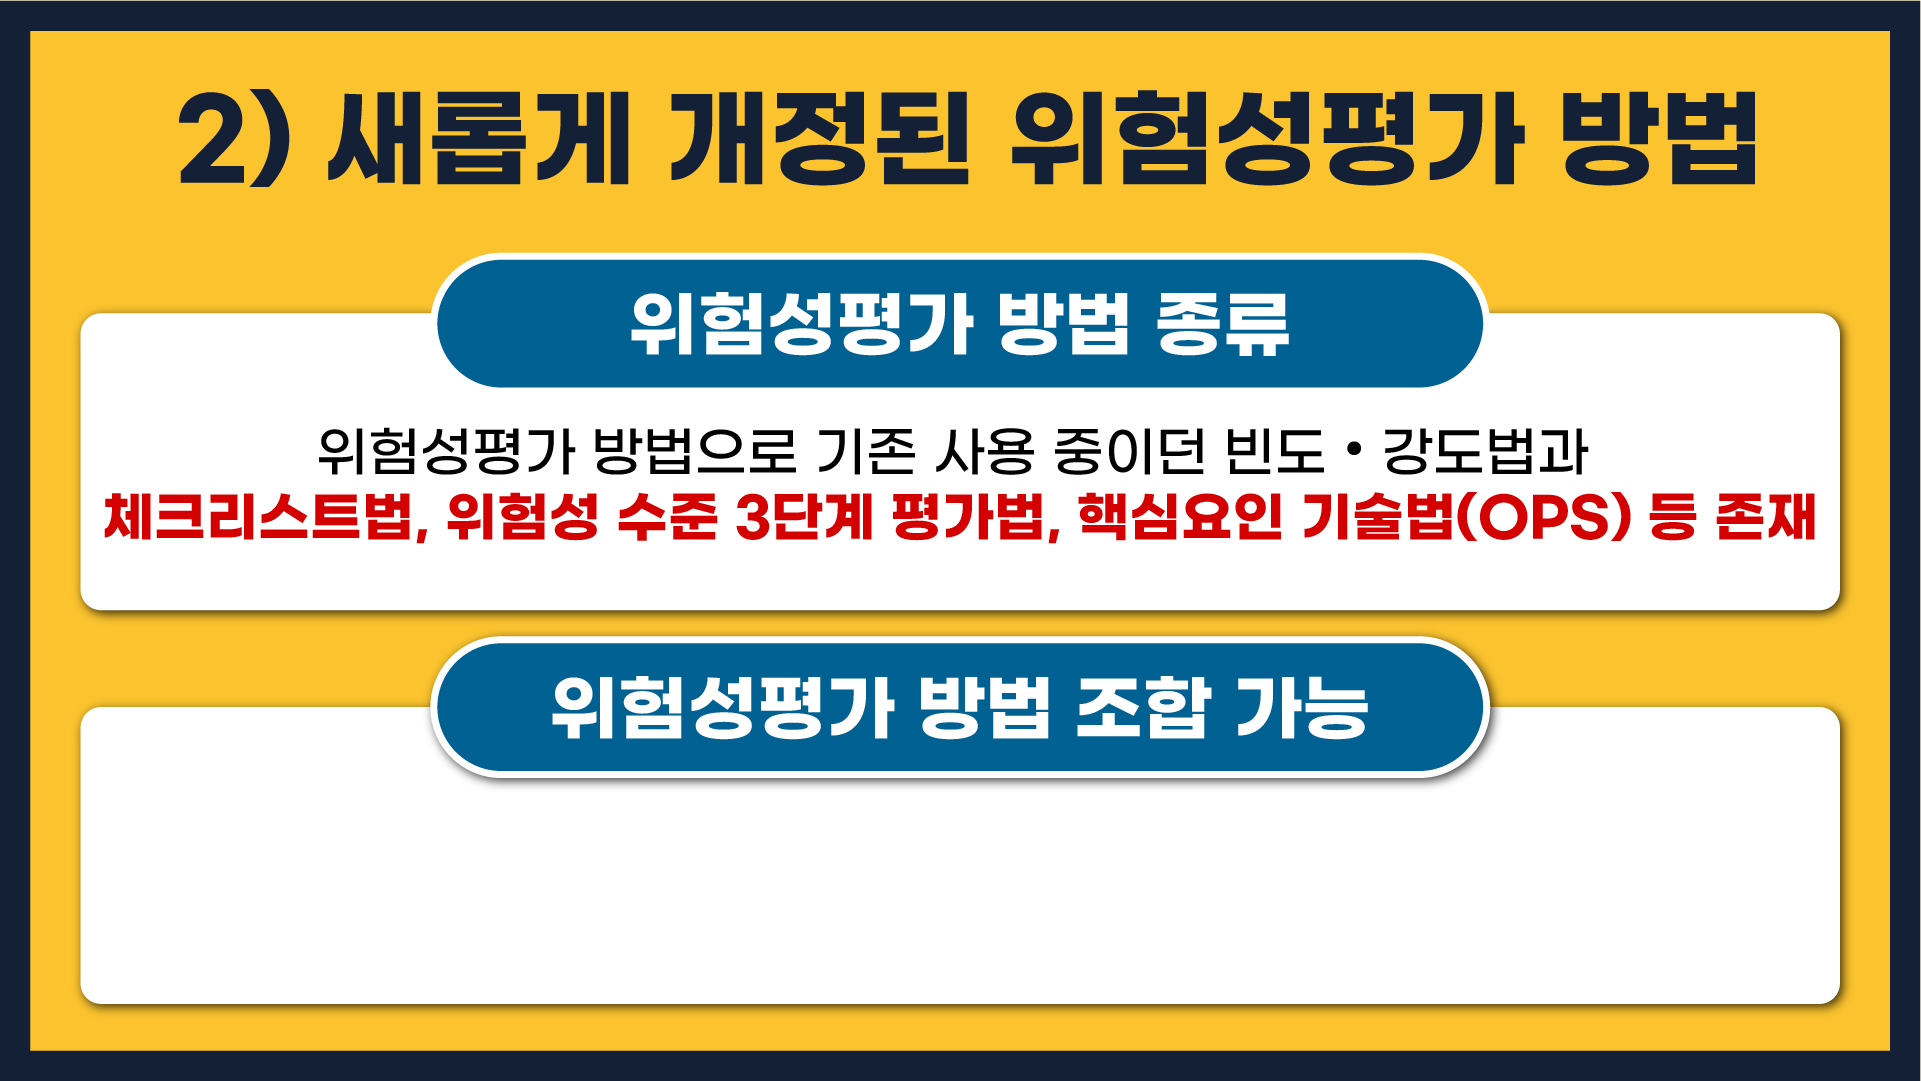 2) 새롭게 개정된 위험성평가 방법
위험성평가 방법 종류
위험성평가 방법으로 기존 사용 중이던 빈도 • 강도법과
체크리스트법, 위험성 수준 3단계 평가법, 핵심요인 기술법(OPS) 등 존재
위험성평가 방법 조합 가능